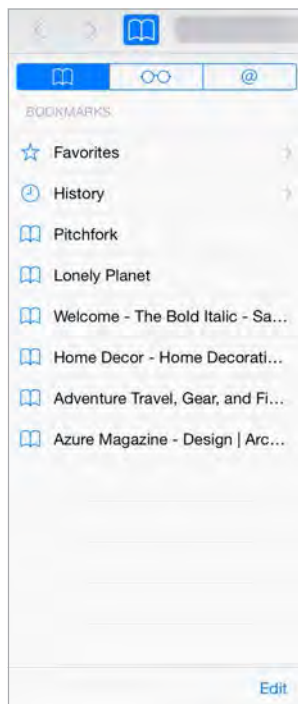 @
BOOKMARKS
Favorites
History
Pitchfork
Lonely Planet
Welcome - The Bold Italic - Sa...
Home Decor - Home Decorati...
Adventure Travel, Gear, and Fi...
Azure Magazine - Design | Arc...
Edit